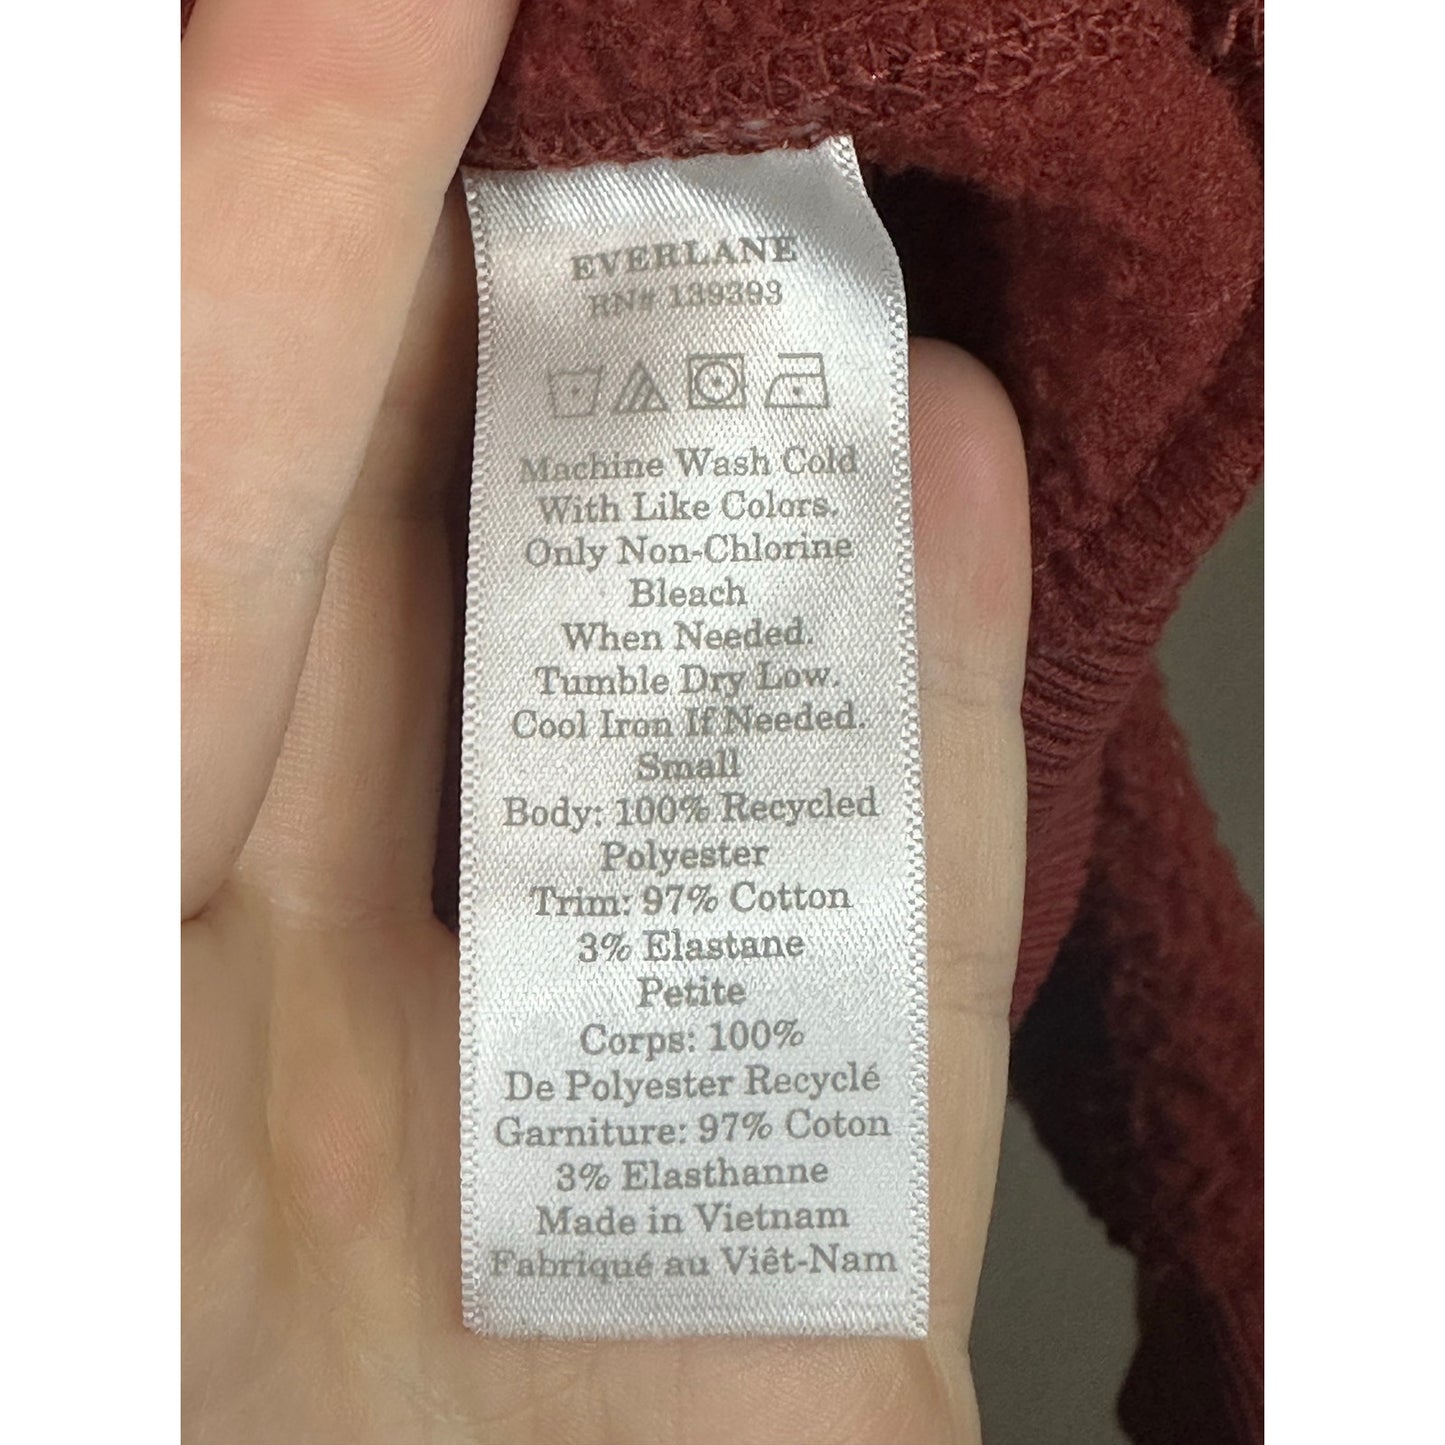 EVERLANE
RN# 139393
Machine Wash Cold
With Like Colors.
Only Non-Chlorine
Bleach
When Needed.
Tumble Dry Low.
Cool Iron If Needed.
Small
Body: 100% Recycled
Polyester
Trim: 97% Cotton
3% Elastane
Petite
Corps: 100%
De Polyester Recyclé
Garniture: 97% Coton
3% Elasthanne
Made in Vietnam
Fabriqué au Viêt-Nam